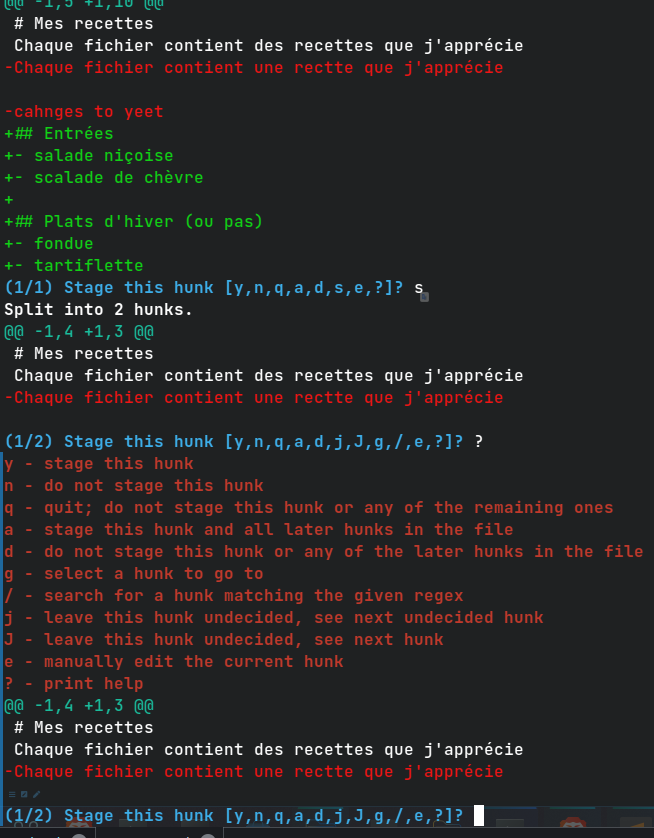 @@ -1,5 +1,10 @@
# Mes recettes
Chaque fichier contient des recettes que j'apprécie
-Chaque fichier contient une rectte que j'apprécie
-cahnges to yeet
+## Entrées
+- salade niçoise
+- scalade de chèvre
+
+## Plats d'hiver (ou pas)
+- fondue
+- tartiflette
(1/1) Stage this hunk [y,n,q,a,d,s,e,?]? s
Split into 2 hunks.
@@ -1,4 +1,3 @@
# Mes recettes
Chaque fichier contient des recettes que j'apprécie
-Chaque fichier contient une rectte que j'apprécie
(1/2) Stage this hunk [y,n,q,a,d,j,J,g,/,e,?]? ?
y - stage this hunk
n - do not stage this hunk
q - quit; do not stage this hunk or any of the remaining ones
a - stage this hunk and all later hunks in the file
d - do not stage this hunk or any of the later hunks in the file
g - select a hunk to go to
/ - search for a hunk matching the given regex
j - leave this hunk undecided, see next undecided hunk
J - leave this hunk undecided, see next hunk
e - manually edit the current hunk
? - print help
@@ -1,4 +1,3 @@
# Mes recettes
Chaque fichier contient des recettes que j'apprécie
-Chaque fichier contient une rectte que j'apprécie
(1/2) Stage this hunk [y,n,q,a,d,j,J,g,/,e,?]?